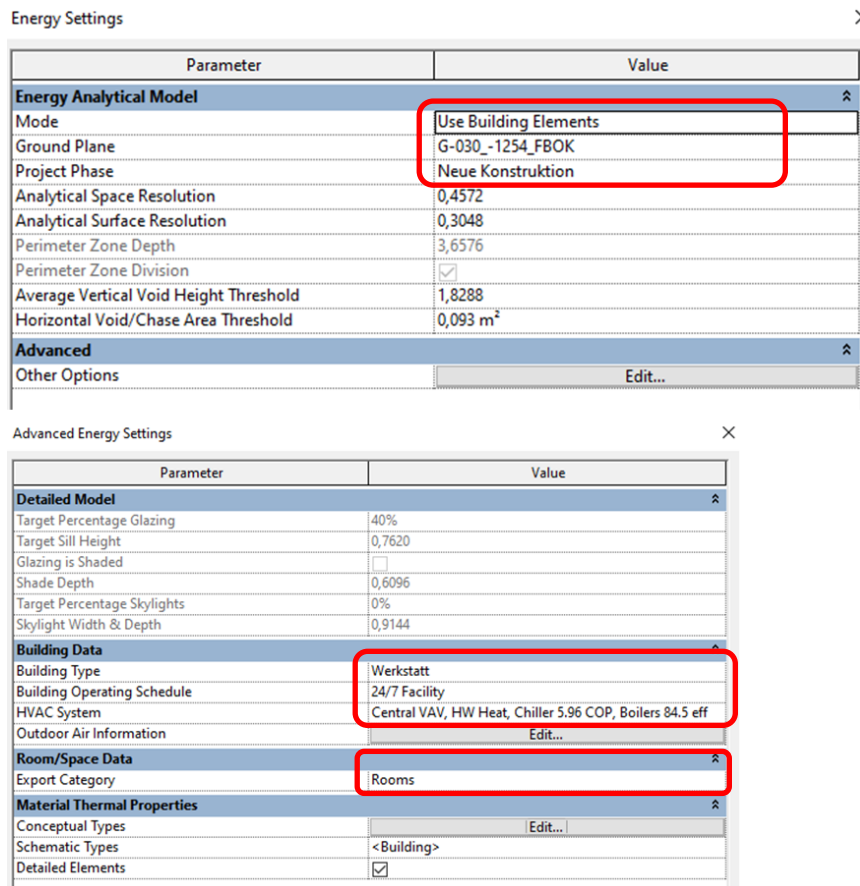 Energy Settings
Parameter Value
Energy Analytical Model
Mode Use Building Elements
Ground Plane G-030_-1254_FBOK
Project Phase Neue Konstruktion
Analytical Space Resolution 0,4572
Analytical Surface Resolution 0,3048
Perimeter Zone Depth 3,6576
Perimeter Zone Division
Average Vertical Void Height Threshold 1,8288
Horizontal Void/Chase Area Threshold 0,093 m²
Advanced
Other Options Edit...
Advanced Energy Settings
Parameter Value
Detailed Model
Target Percentage Glazing 40%
Target Sill Height 0,7620
Glazing is Shaded
Shade Depth 0,6096
Target Percentage Skylights 0%
Skylight Width & Depth 0,9144
Building Data
Building Type Werkstatt
Building Operating Schedule 24/7 Facility
HVAC System Central VAV, HW Heat, Chiller 5.96 COP, Boilers 84.5 eff
Outdoor Air Information Edit...
Room/Space Data
Export Category Rooms
Material Thermal Properties
Conceptual Types Edit...
Schematic Types <Building>
Detailed Elements